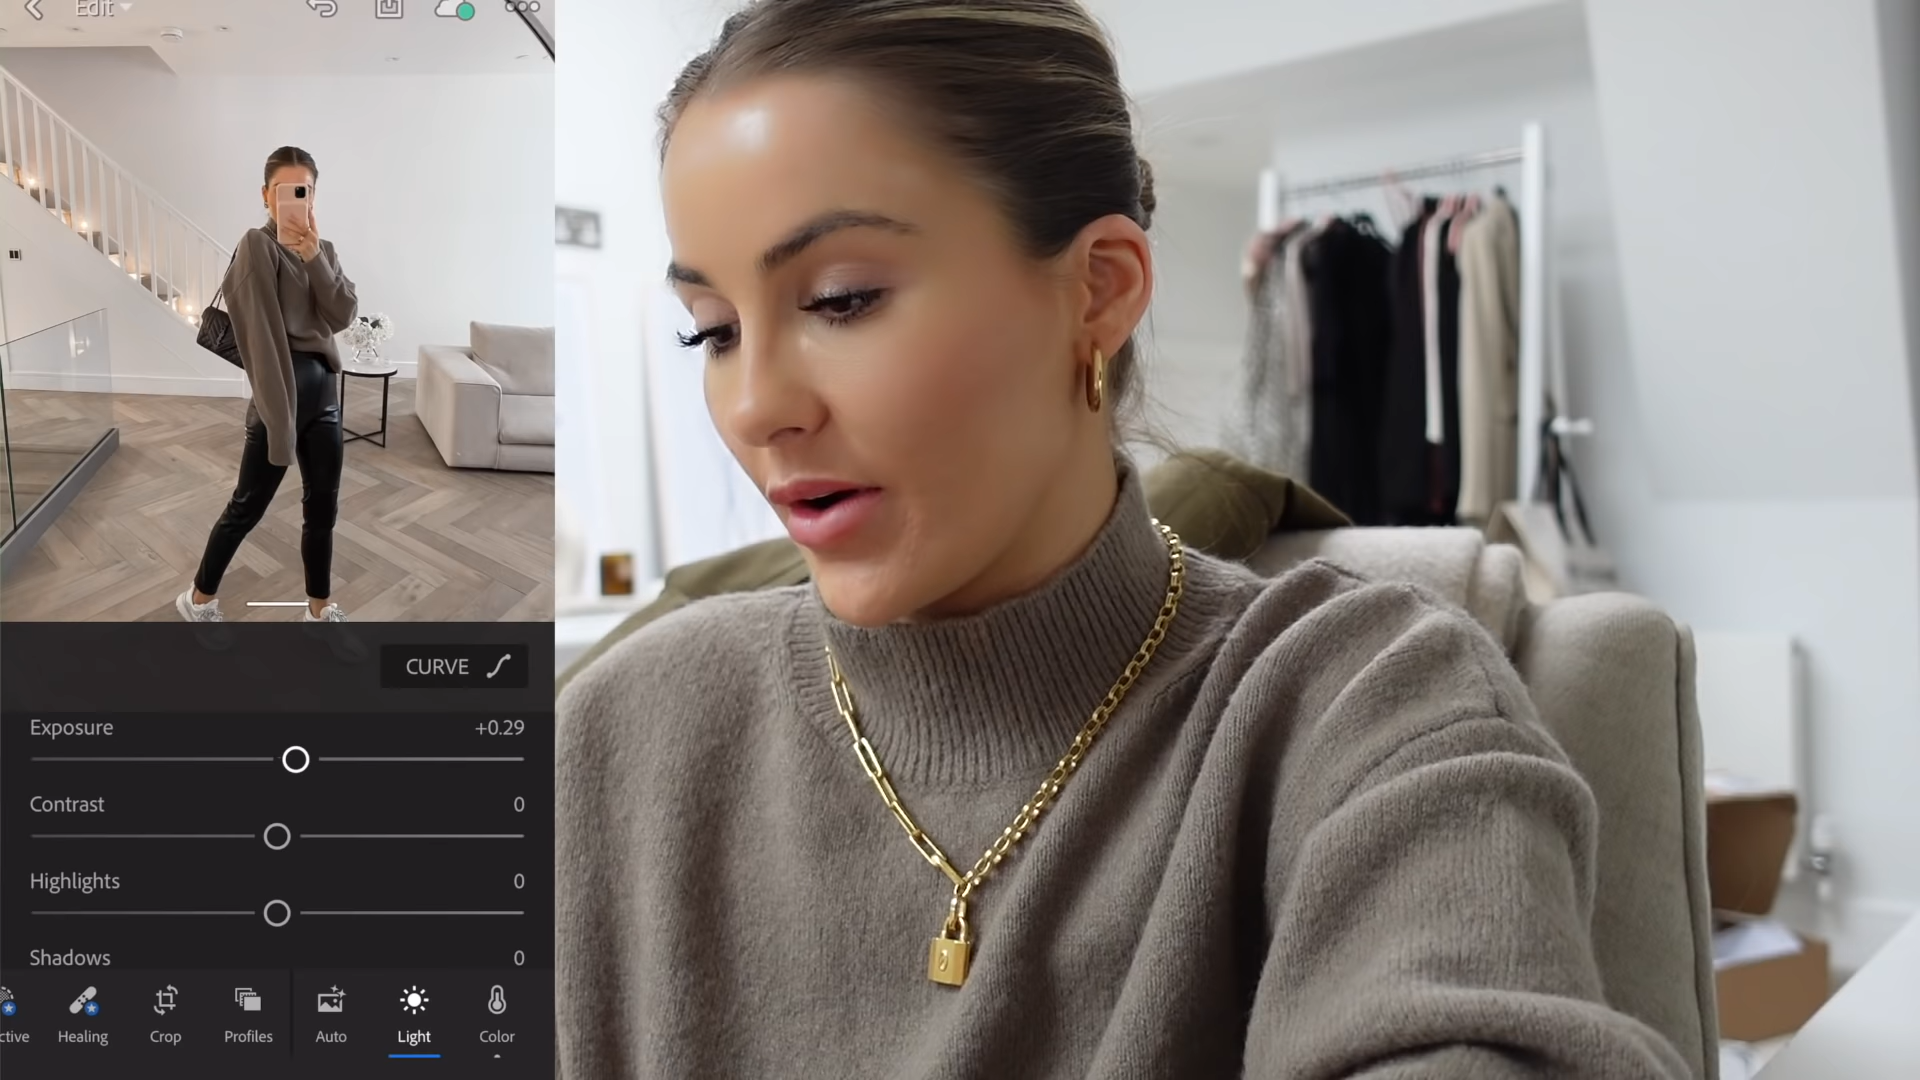 Edit
CURVE
Exposure +0.29
Contrast 0
Highlights 0
Shadows 0
ctive Healing Crop Profiles Auto Light Color